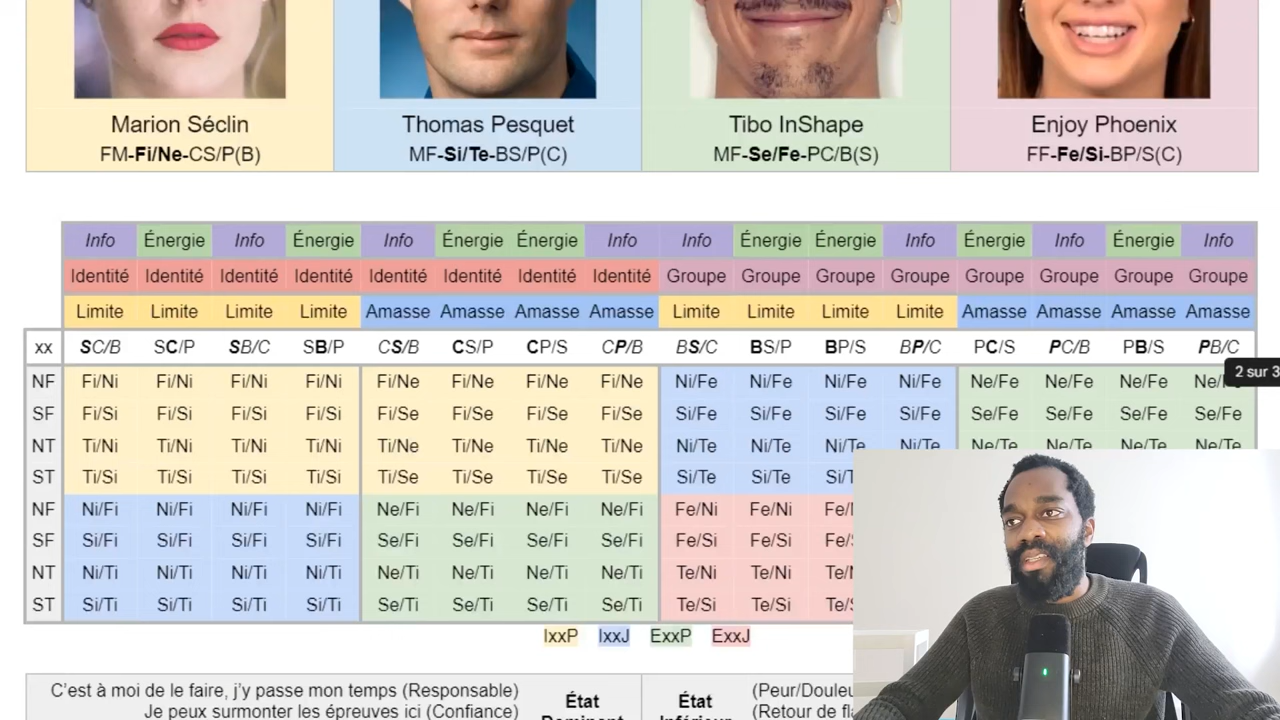 Marion Séclin Thomas Pesquet Tibo InShape Enjoy Phoenix
FM-Fi/Ne-CS/P(B) MF-Si/Te-BS/P(C) MF-Se/Fe-PC/B(S) FF-Fe/Si-BP/S(C)
Info Énergie Info Énergie Info Énergie Énergie Info Info Énergie Énergie Info Énergie Info Énergie Info
Identité Identité Identité Identité Identité Identité Identité Identité Groupe Groupe Groupe Groupe Groupe Groupe Groupe Groupe
Limite Limite Limite Limite Amasse Amasse Amasse Amasse Limite Limite Limite Limite Amasse Amasse Amasse Amasse
xx SC/B SC/P SB/C SB/P CS/B CS/P CP/S CP/B BS/C BS/P BP/S BP/C PC/S PC/B PB/S PB/C
2 sur 3
NF Fi/Ni Fi/Ni Fi/Ni Fi/Ni Fi/Ne Fi/Ne Fi/Ne Fi/Ne Ni/Fe Ni/Fe Ni/Fe Ni/Fe Ne/Fe Ne/Fe Ne/Fe
SF Fi/Si Fi/Si Fi/Si Fi/Si Fi/Se Fi/Se Fi/Se Fi/Se Si/Fe Si/Fe Si/Fe Si/Fe Se/Fe Se/Fe Se/Fe Se/Fe
NT Ti/Ni Ti/Ni Ti/Ni Ti/Ni Ti/Ne Ti/Ne Ti/Ne Ti/Ne Ni/Te Ni/Te Ni/Te Ni/Te Ne/Te Ne/Te Ne/Te Ne/Te
ST Ti/Si Ti/Si Ti/Si Ti/Si Ti/Se Ti/Se Ti/Se Ti/Se Si/Te Si/Te
NF Ni/Fi Ni/Fi Ni/Fi Ni/Fi Ne/Fi Ne/Fi Ne/Fi Ne/Fi Fe/Ni Fe/Ni
SF Si/Fi Si/Fi Si/Fi Si/Fi Se/Fi Se/Fi Se/Fi Se/Fi Fe/Si Fe/Si
NT Ni/Ti Ni/Ti Ni/Ti Ni/Ti Ne/Ti Ne/Ti Ne/Ti Ne/Ti Te/Ni Te/Ni
ST Si/Ti Si/Ti Si/Ti Si/Ti Se/Ti Se/Ti Se/Ti Se/Ti Te/Si Te/Si
IxxP IxxJ ExxP ExxJ
C'est à moi de le faire, j'y passe mon temps (Responsable)
Je peux surmonter les épreuves ici (Confiance)
État
Dominant
État
Inférieur
(Retour de